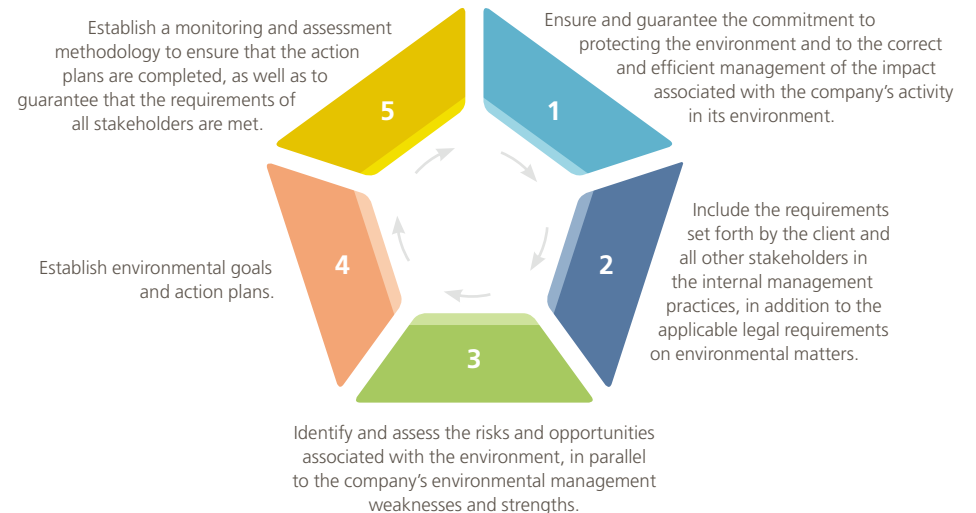 1
Ensure and guarantee the commitment to
protecting the environment and to the correct
and efficient management of the impact
associated with the company’s activity
in its environment.
2
Include the requirements
set forth by the client and
all other stakeholders in
the internal management
practices, in addition to the
applicable legal requirements
on environmental matters.
3
Identify and assess the risks and opportunities
associated with the environment, in parallel
to the company’s environmental management
weaknesses and strengths.
4
Establish environmental goals
and action plans.
5
Establish a monitoring and assessment
methodology to ensure that the action
plans are completed, as well as to
guarantee that the requirements of
all stakeholders are met.